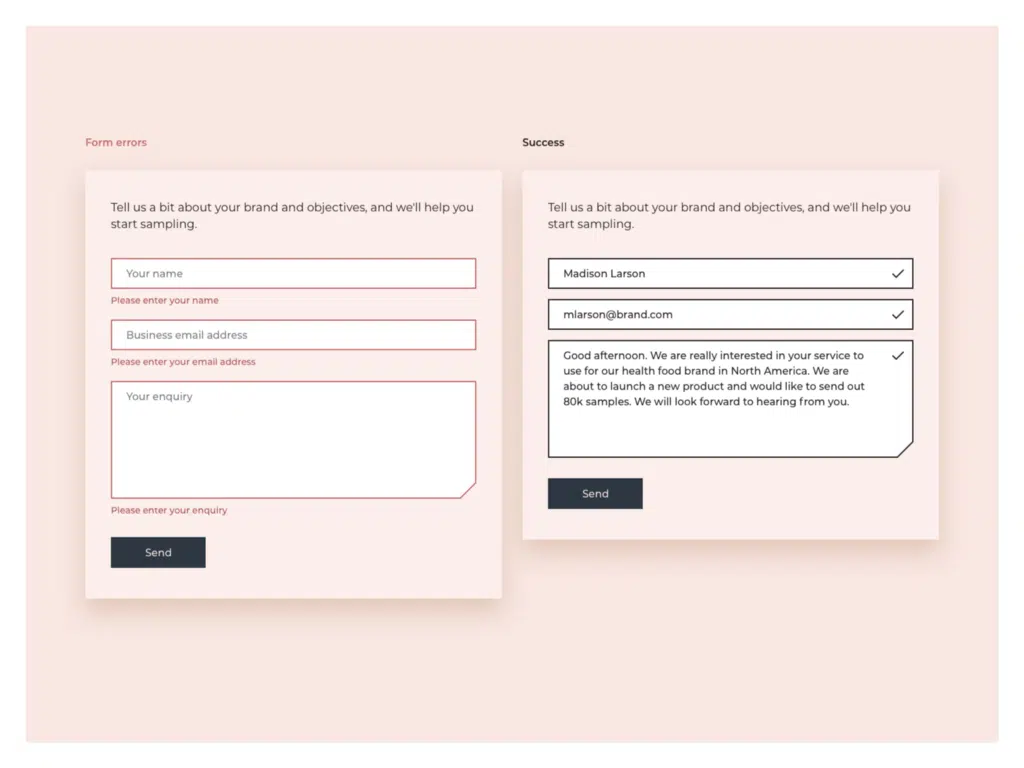 Form errors
Tell us a bit about your brand and objectives, and we'll help you
start sampling.
Your name
Please enter your name
Business email address
Please enter your email address
Your enquiry
Please enter your enquiry
Send
Success
Tell us a bit about your brand and objectives, and we'll help you
start sampling.
Madison Larson
mlarson@brand.com
Good afternoon. We are really interested in your service to
use for our health food brand in North America. We are
about to launch a new product and would like to send out
80k samples. We will look forward to hearing from you.
Send